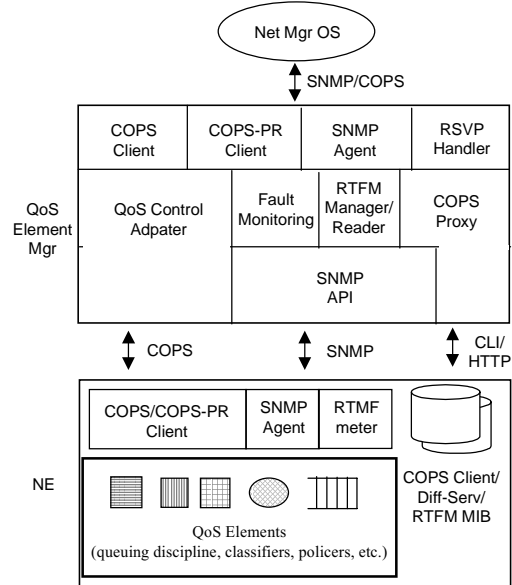 Net Mgr OS
SNMP/COPS
COPS
Client
COPS-PR
Client
SNMP
Agent
RSVP
Handler
QoS
Element
Mgr
QoS Control
Adpater
Fault
Monitoring
RTFM
Manager/
Reader
COPS
Proxy
SNMP
API
COPS
SNMP
CLI/
HTTP
NE
COPS/COPS-PR
Client
SNMP
Agent
RTMF
meter
COPS Client/
Diff-Serv/
RTFM MIB
QoS Elements
(queuing discipline, classifiers, policers, etc.)